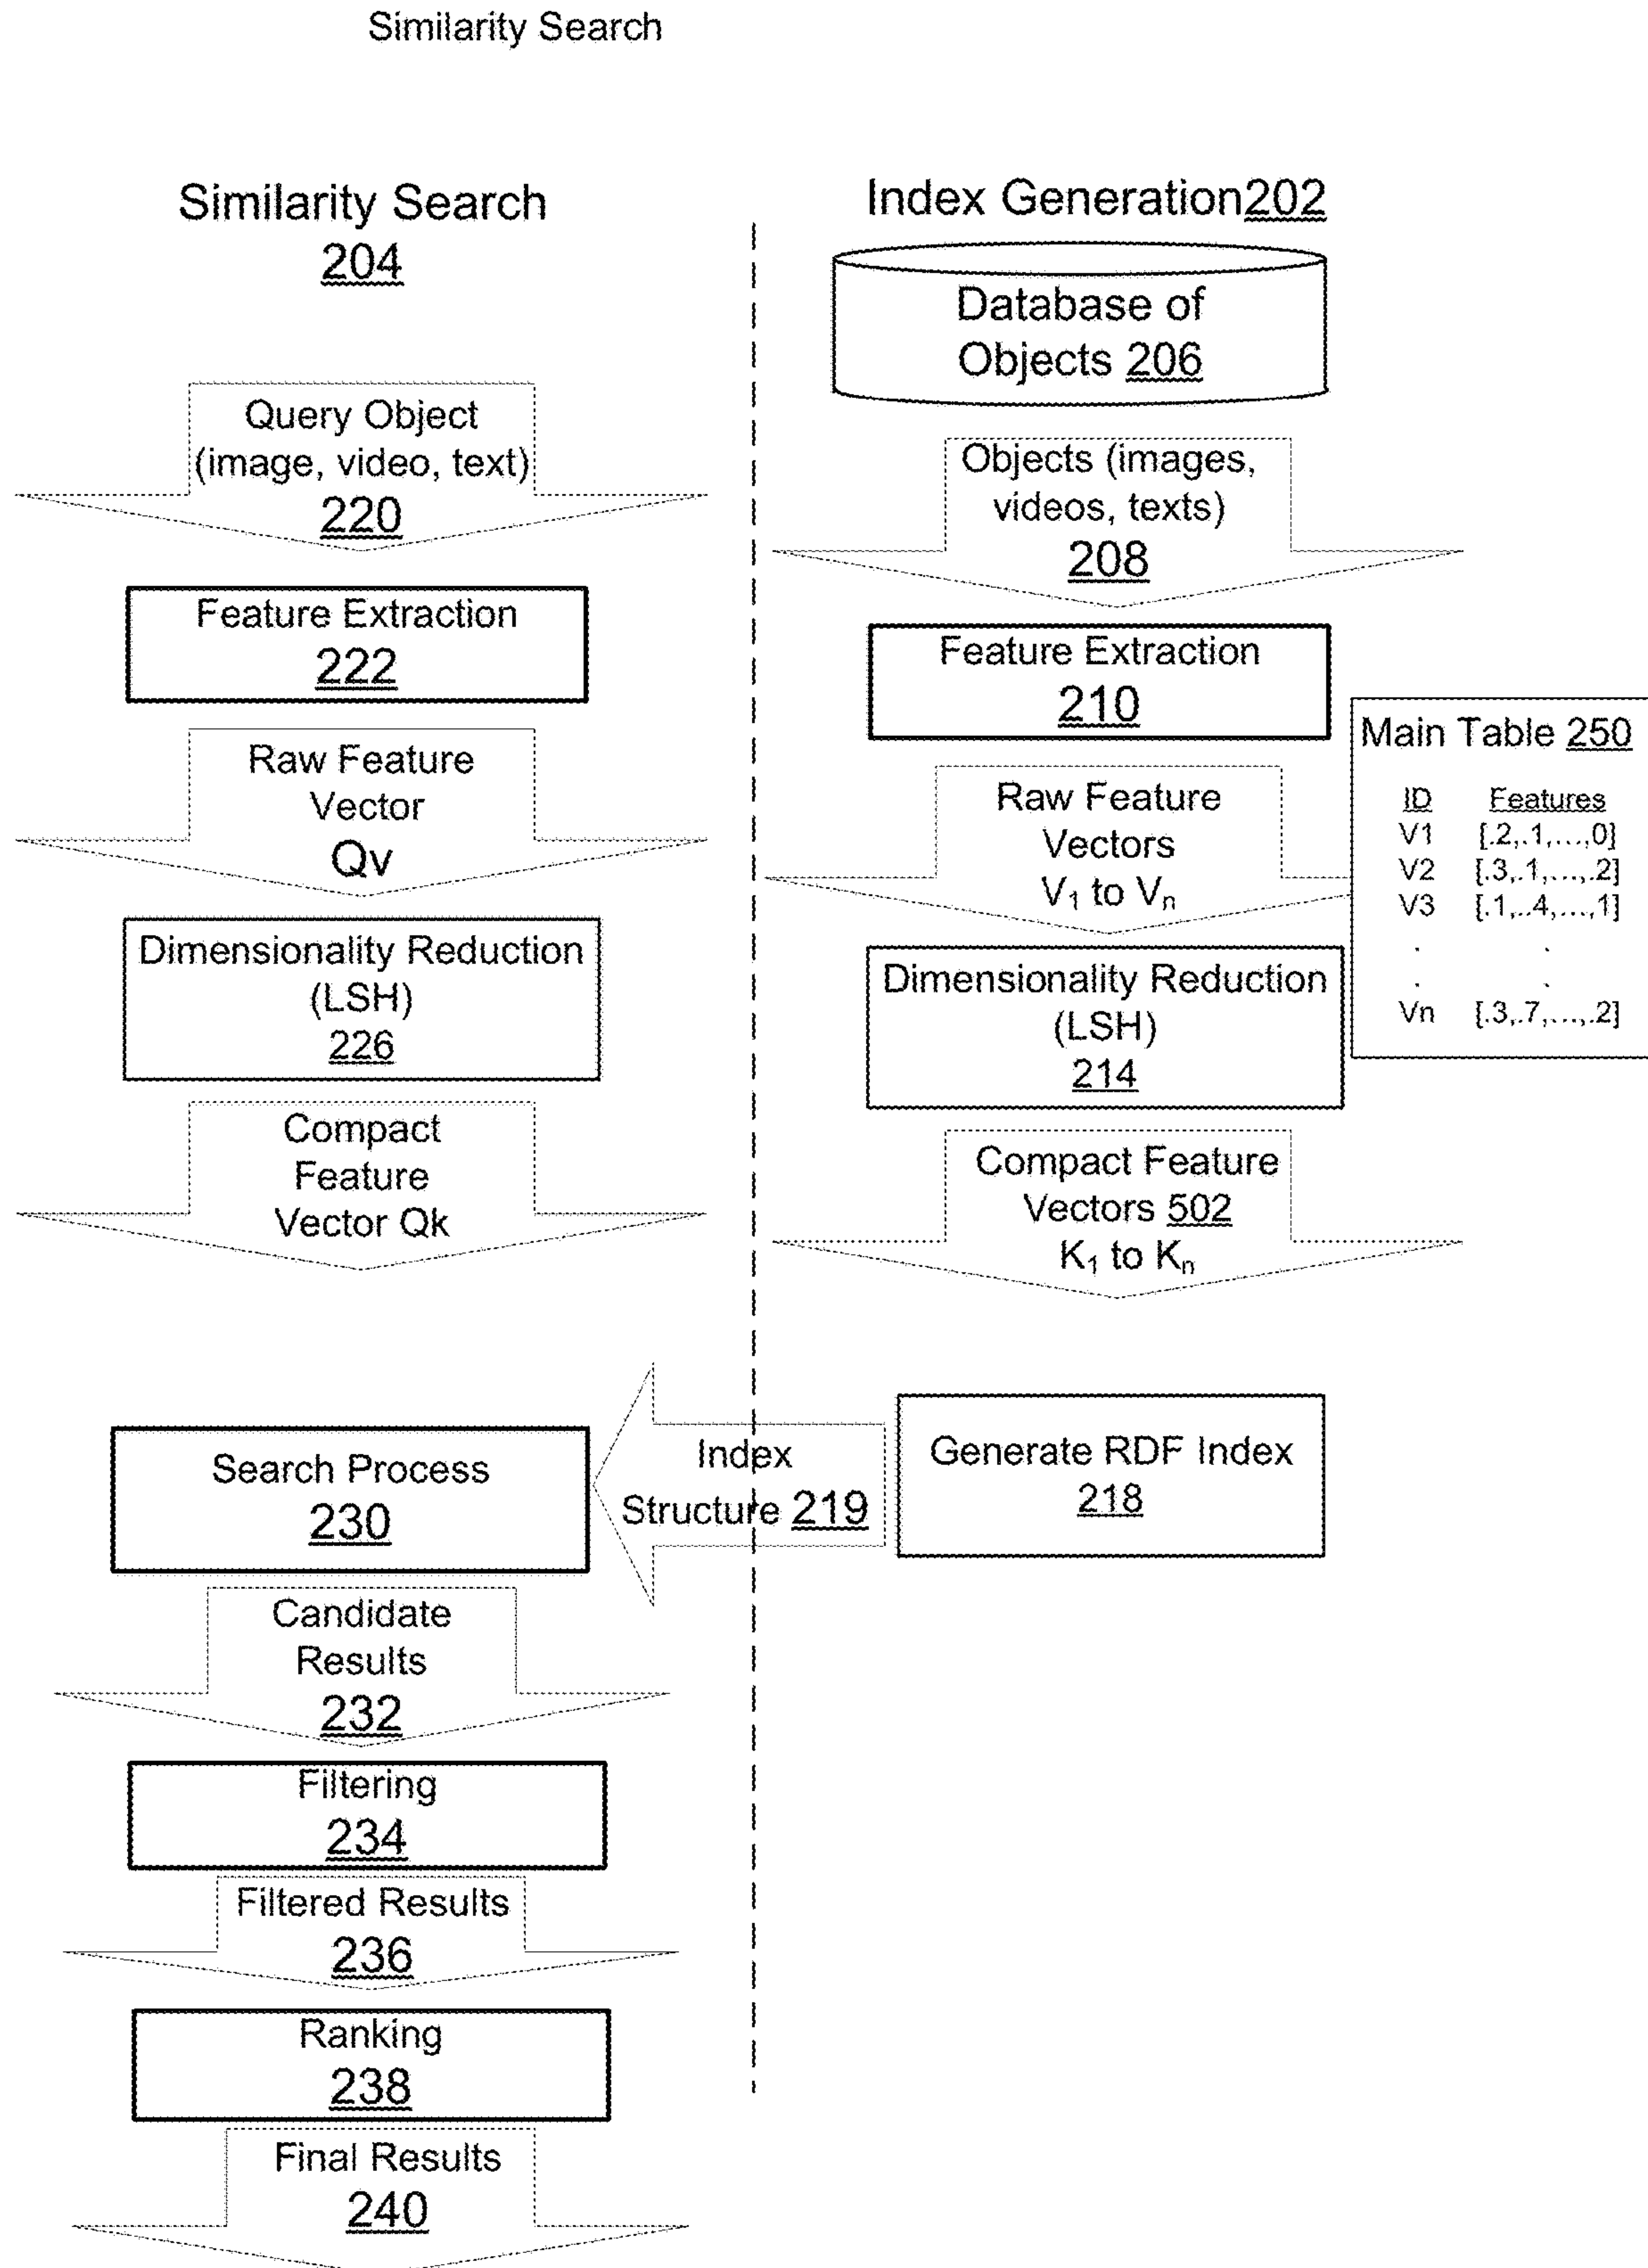 Similarity Search
Similarity Search
204
Query Object
(image, video, text)
220
Feature Extraction
222
Raw Feature
Vector
Qv
Dimensionality Reduction
(LSH)
226
Compact
Feature
Vector Qk
Search Process
230
Candidate
Results
232
Filtering
234
Filtered Results
236
Ranking
238
Final Results
240
Index Generation202
Database of
Objects 206
Objects (images,
videos, texts)
208
Feature Extraction
210
Raw Feature
Vectors
V₁ to Vₙ
Main Table 250
ID Features
V1 [.2,.1,...,0]
V2 [.3,.1,...,.2]
V3 [.1,..4,...,1]
. .
. .
Vn [.3,.7,...,.2]
Dimensionality Reduction
(LSH)
214
Compact Feature
Vectors 502
K₁ to Kₙ
Generate RDF Index
218
Index
Structure 219